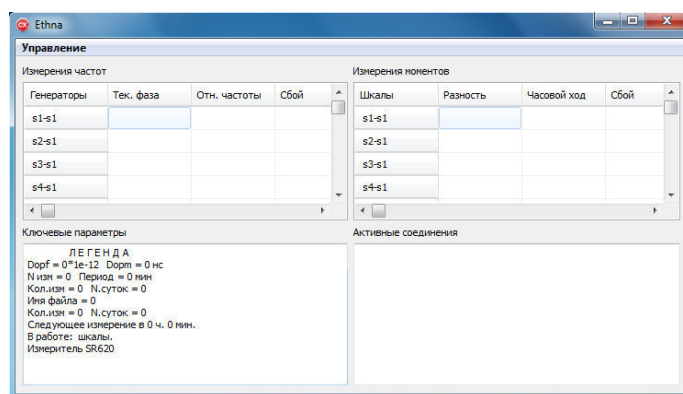 Ethna
Управление
Измерения частот
Генераторы Тек. фаза Отн. частоты Сбой
s1-s1
s2-s1
s3-s1
s4-s1
Измерения моментов
Шкалы Разность Часовой ход Сбой
s1-s1
s2-s1
s3-s1
s4-s1
Ключевые параметры
Л Е Г Е Н Д А
Dopf = 0*1e-12 Dopm = 0 нс
N изм = 0 Период = 0 мин
Кол.изм = 0 N.суток = 0
Имя файла = 0
Кол.изм = 0 N.суток = 0
Следующее измерение в 0 ч. 0 мин.
В работе: шкалы.
Измеритель SR620
Активные соединения